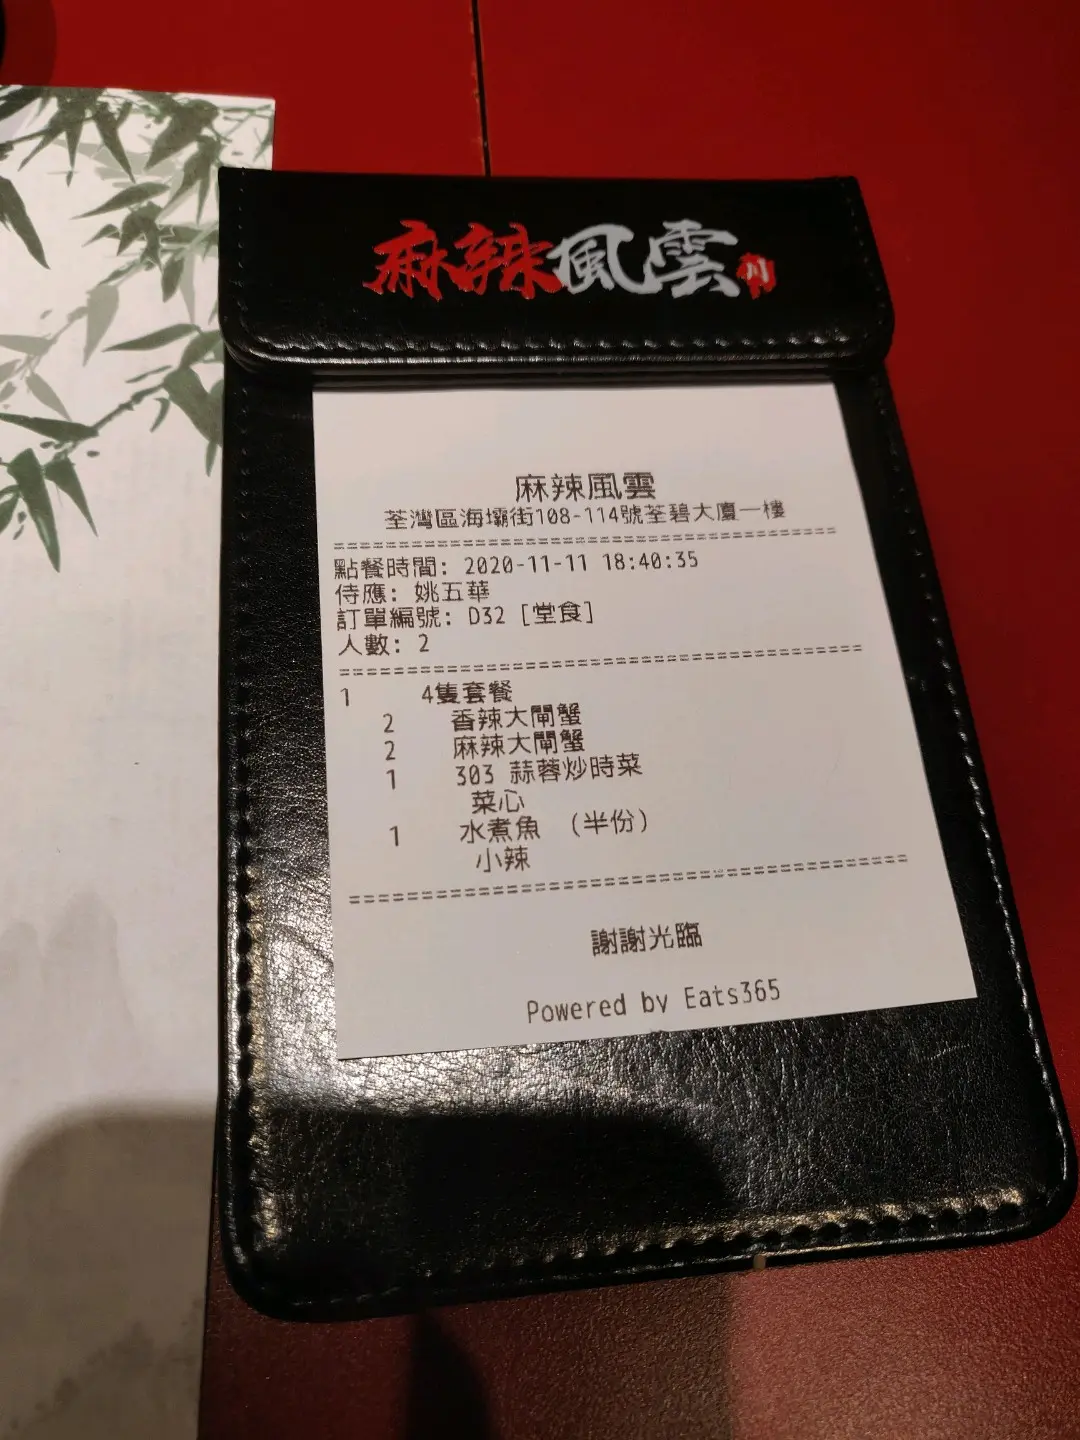 麻辣風雲
川
麻辣風雲
荃灣區海壩街108-114號荃碧大廈一樓
點餐時間: 2020-11-11 18:40:35
侍應: 姚五華
訂單編號: D32 [堂食]
人數: 2
1 4隻套餐
2 香辣大閘蟹
2 麻辣大閘蟹
1 303 蒜蓉炒時菜
菜心
1 水煮魚 (半份)
小辣
謝謝光臨
Powered by Eats365